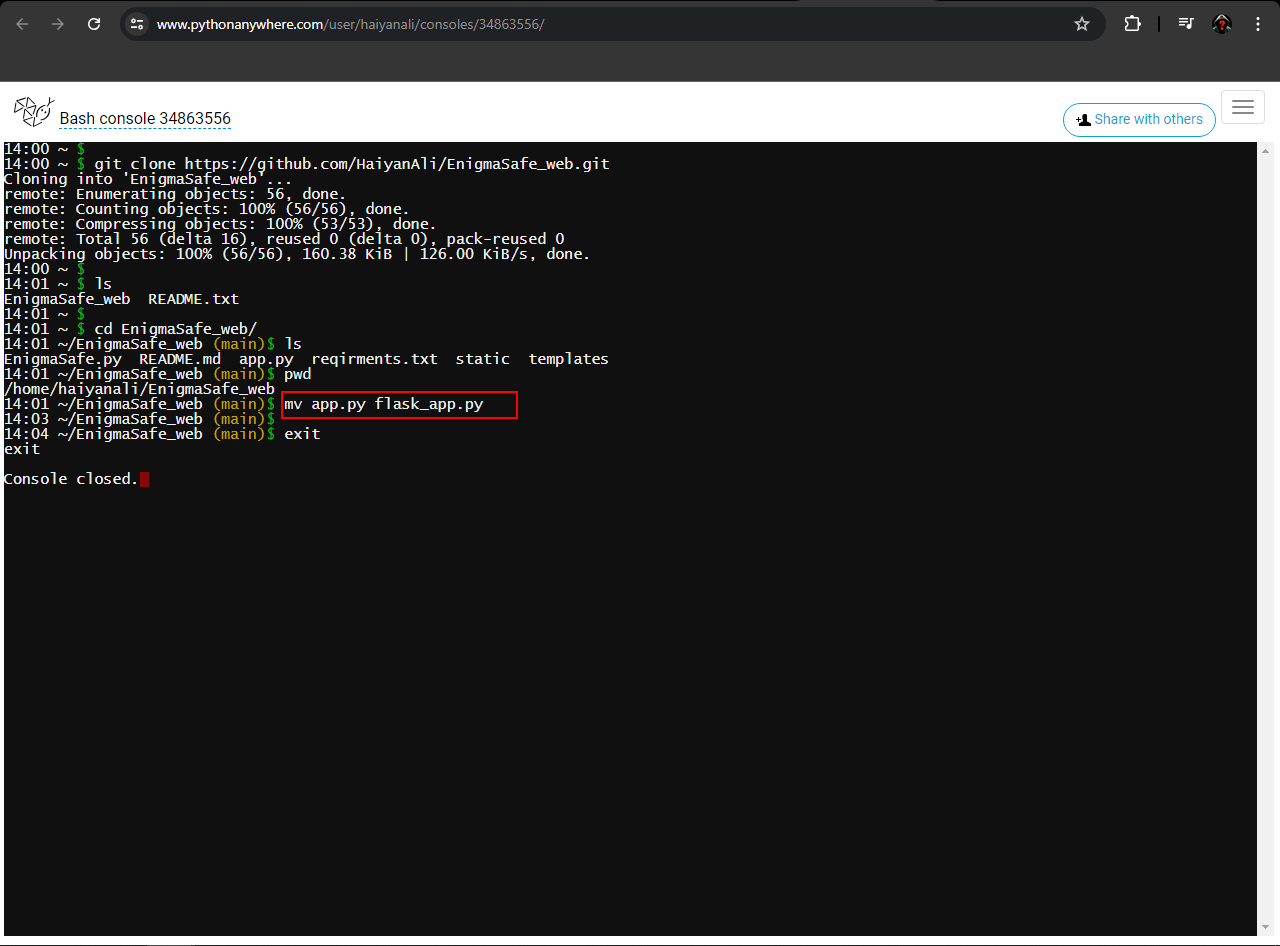 www.pythonanywhere.com/user/haiyanali/consoles/34863556/
Bash console 34863556
Share with others
14:00 ~ $
14:00 ~ $ git clone https://github.com/HaiyanAli/EnigmaSafe_web.git
Cloning into 'EnigmaSafe_web'...
remote: Enumerating objects: 56, done.
remote: Counting objects: 100% (56/56), done.
remote: Compressing objects: 100% (53/53), done.
remote: Total 56 (delta 16), reused 0 (delta 0), pack-reused 0
Unpacking objects: 100% (56/56), 160.38 KiB | 126.00 KiB/s, done.
14:00 ~ $
14:01 ~ $ ls
EnigmaSafe_web  README.txt
14:01 ~ $
14:01 ~ $ cd EnigmaSafe_web/
14:01 ~/EnigmaSafe_web (main)$ ls
EnigmaSafe.py  README.md  app.py  reqirments.txt  static  templates
14:01 ~/EnigmaSafe_web (main)$ pwd
/home/haiyanali/EnigmaSafe_web
14:01 ~/EnigmaSafe_web (main)$ mv app.py flask_app.py
14:03 ~/EnigmaSafe_web (main)$
14:04 ~/EnigmaSafe_web (main)$ exit
exit
Console closed.